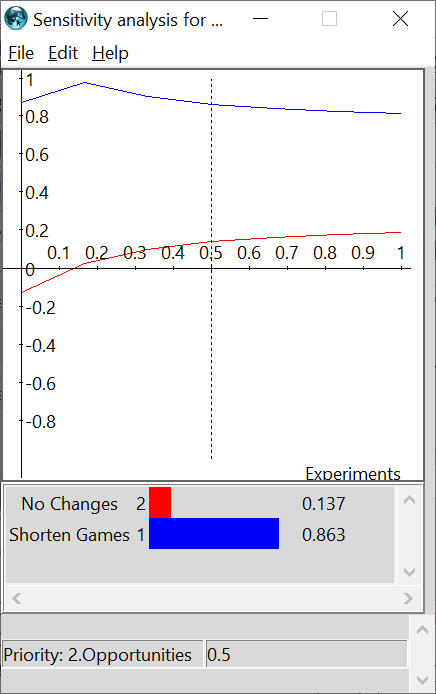 Sensitivity analysis for ...
File Edit Help
1
0.8
0.6
0.4
0.2
0.1 0.2 0.3 0.4 0.5 0.6 0.7 0.8 0.9 1
0
-0.2
-0.4
-0.6
-0.8
Experiments
No Changes 2 0.137
Shorten Games 1 0.863
Priority: 2.Opportunities 0.5